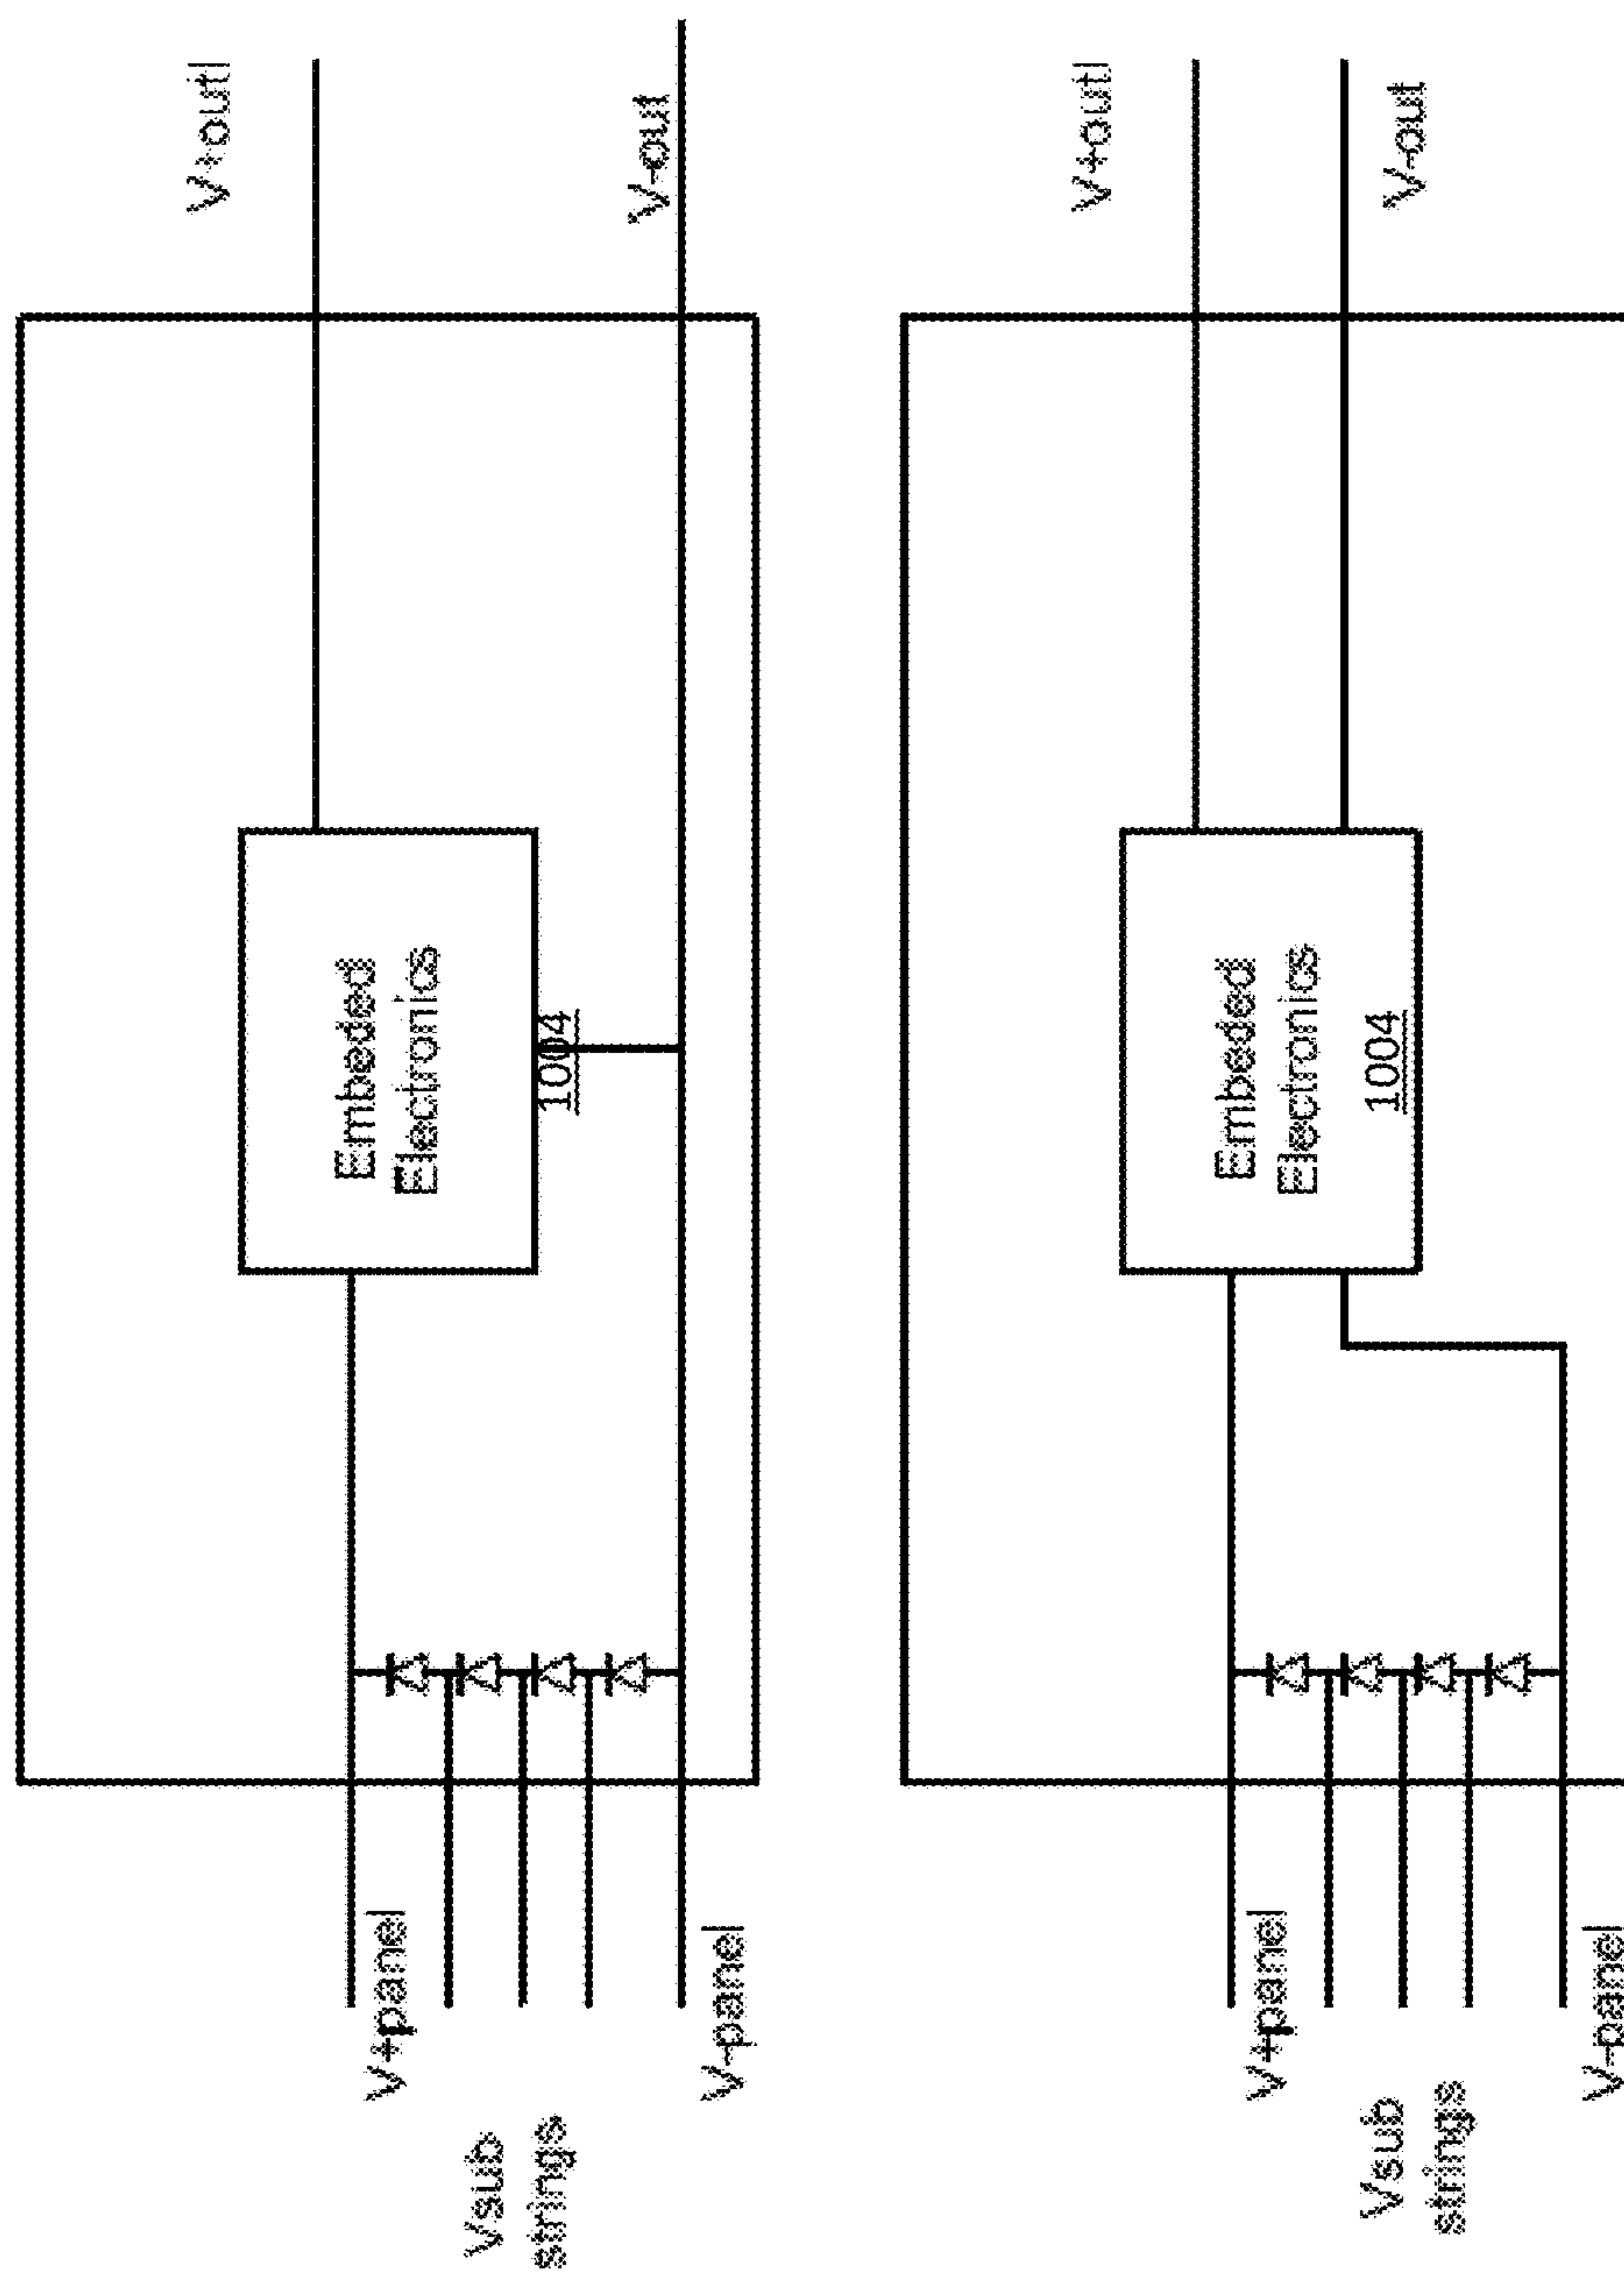 V+panel
Vsub
strings
V-panel
Embeded
Electronics
1004
V+out
V-out
V+panel
Vsub
strings
V-panel
Embeded
Electronics
1004
V+out
V-out